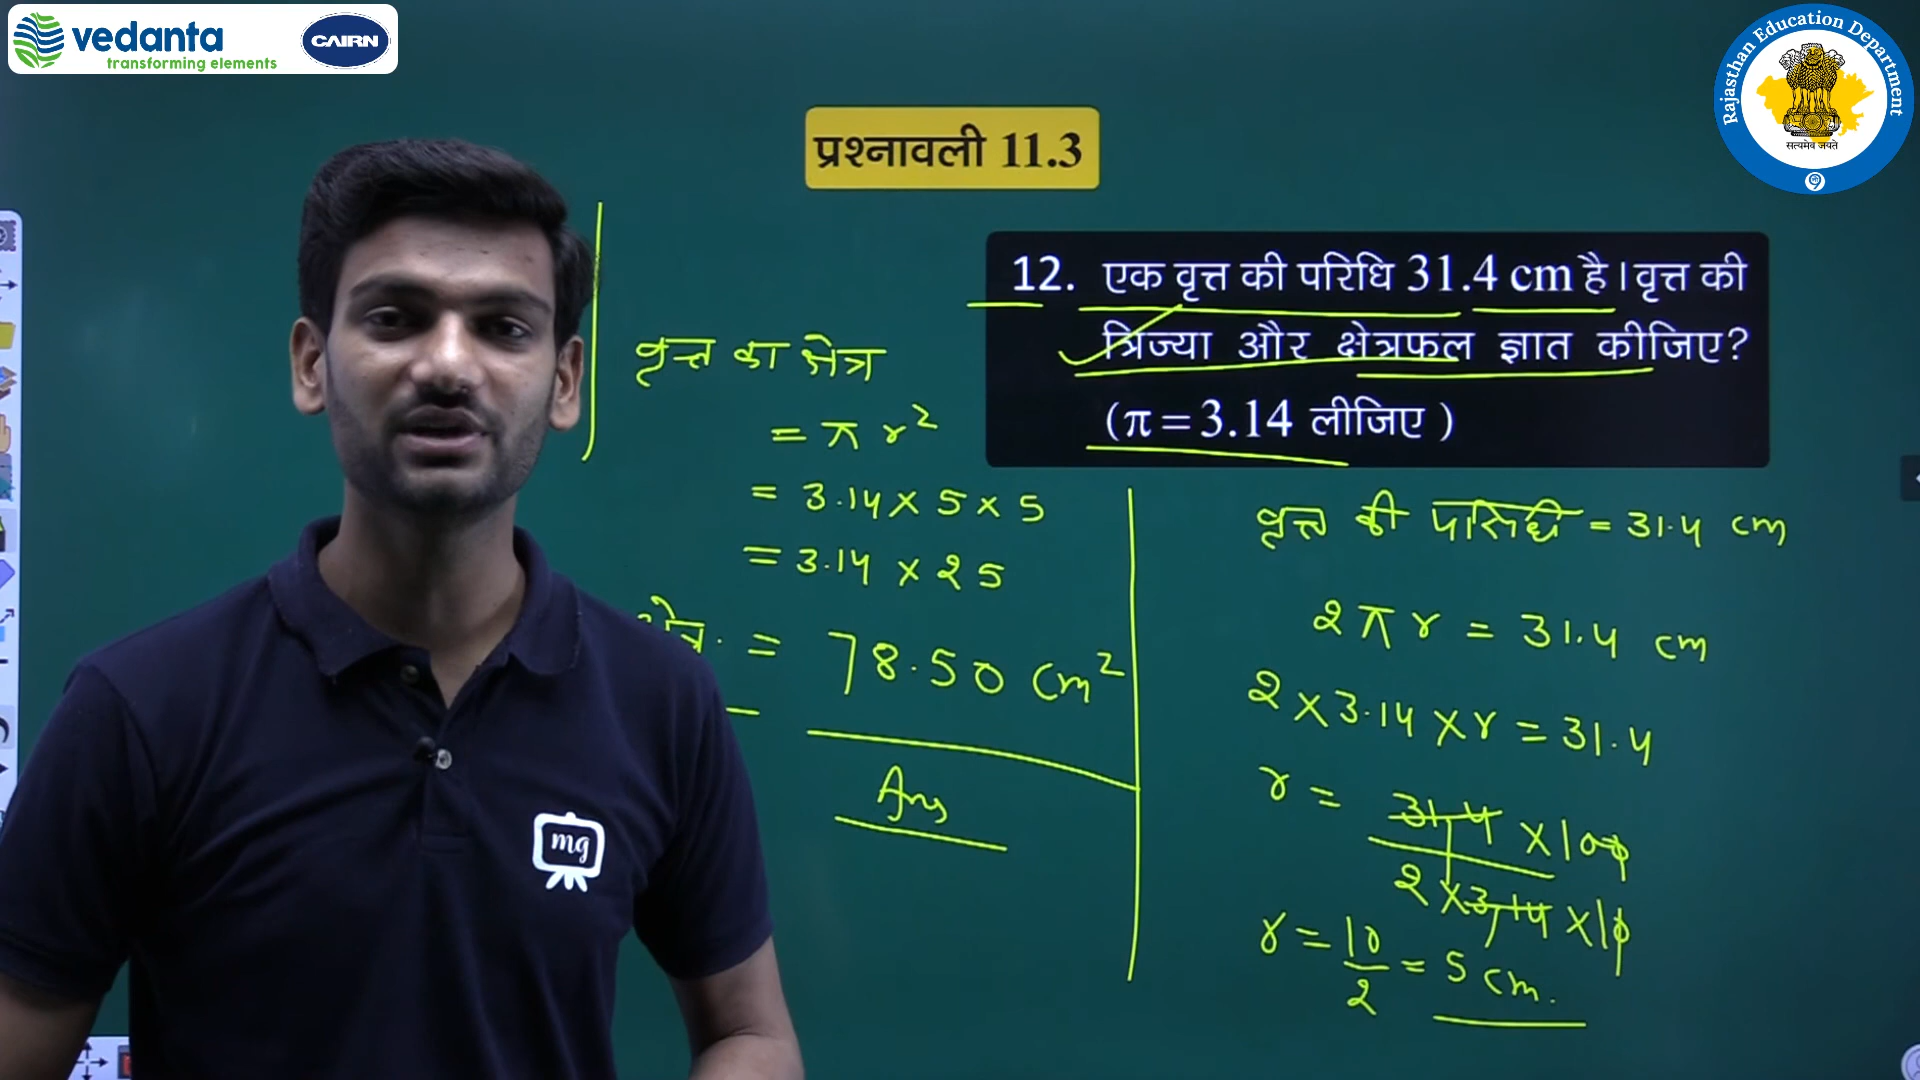 vedanta
transforming elements
CAIRN
Rajasthan Education Department
सत्यमेव जयते
प्रश्नावली 11.3
12. एक वृत्त की परिधि 31.4 cm है। वृत्त की
त्रिज्या और क्षेत्रफल ज्ञात कीजिए?
(π = 3.14 लीजिए )
वृत्त की परिधि = 31.4 cm
2 π r = 31.4 cm
2 × 3.14 × r = 31.4
r = 31.4 × 100
2 × 3.14 × 10
r = 10
2
= 5 cm.
वृत्त का क्षेत्र
= π r²
= 3.14 × 5 × 5
= 3.14 × 25
= 78.50 cm²
Ans
mg